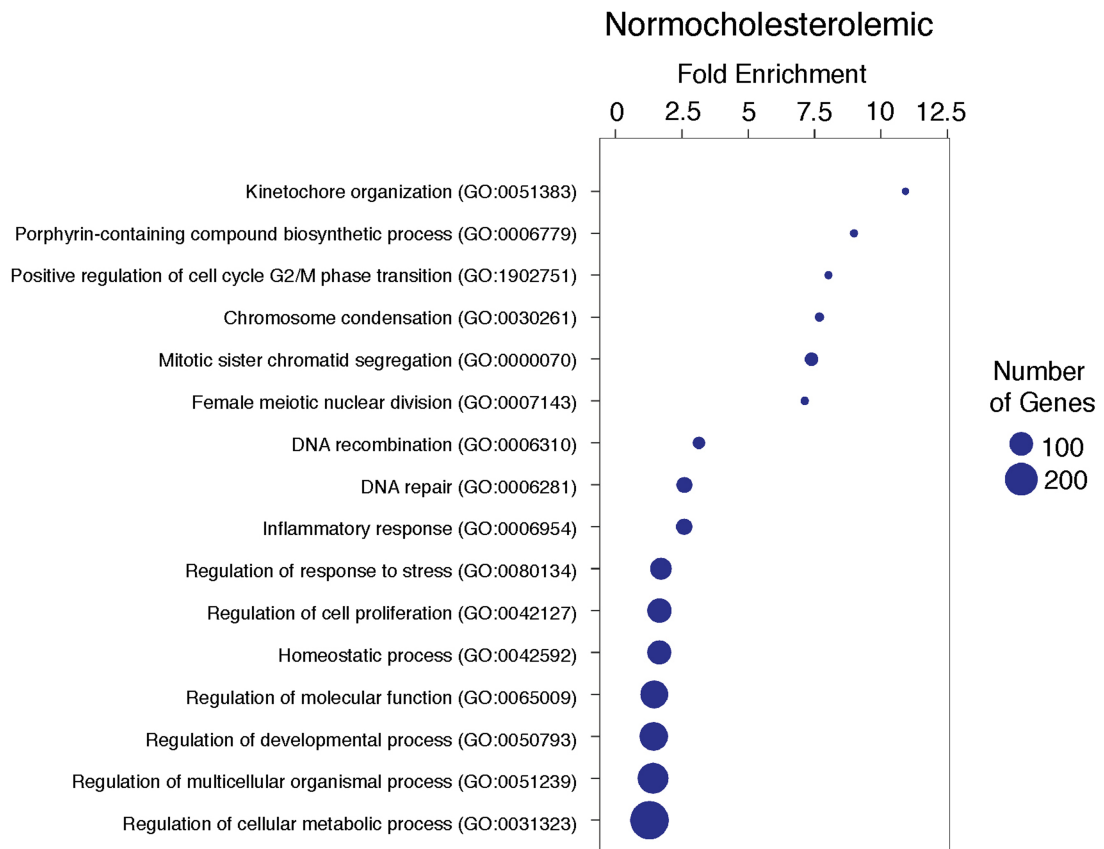 Normocholesterolemic
Fold Enrichment
0 2.5 5 7.5 10 12.5
Kinetochore organization (GO:0051383)
Porphyrin-containing compound biosynthetic process (GO:0006779)
Positive regulation of cell cycle G2/M phase transition (GO:1902751)
Chromosome condensation (GO:0030261)
Mitotic sister chromatid segregation (GO:0000070)
Female meiotic nuclear division (GO:0007143)
DNA recombination (GO:0006310)
DNA repair (GO:0006281)
Inflammatory response (GO:0006954)
Regulation of response to stress (GO:0080134)
Regulation of cell proliferation (GO:0042127)
Homeostatic process (GO:0042592)
Regulation of molecular function (GO:0065009)
Regulation of developmental process (GO:0050793)
Regulation of multicellular organismal process (GO:0051239)
Regulation of cellular metabolic process (GO:0031323)
Number
of Genes
100
200